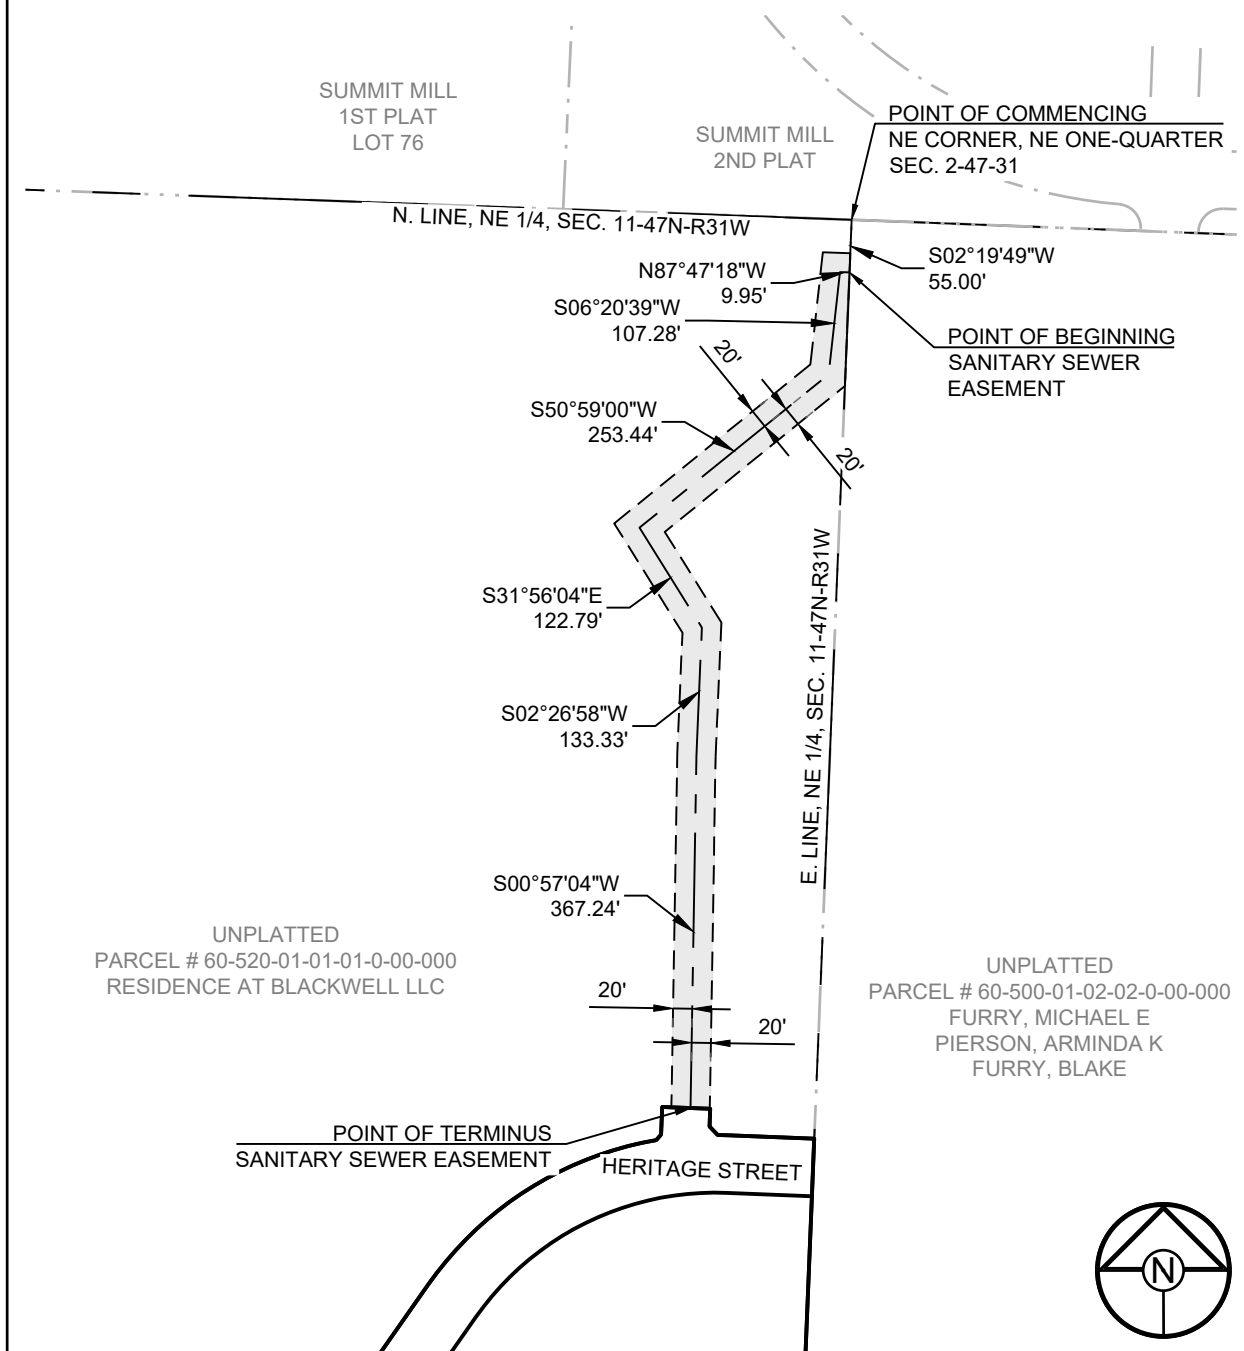 SUMMIT MILL
1ST PLAT
LOT 76
SUMMIT MILL
2ND PLAT
POINT OF COMMENCING
NE CORNER, NE ONE-QUARTER
SEC. 2-47-31
N. LINE, NE 1/4, SEC. 11-47N-R31W
S02°19'49"W
55.00'
N87°47'18"W
9.95'
S06°20'39"W
107.28'
POINT OF BEGINNING
SANITARY SEWER
EASEMENT
20'
S50°59'00"W
253.44'
20'
E. LINE, NE 1/4, SEC. 11-47N-R31W
S31°56'04"E
122.79'
S02°26'58"W
133.33'
S00°57'04"W
367.24'
UNPLATTED
PARCEL # 60-520-01-01-01-0-00-000
RESIDENCE AT BLACKWELL LLC
UNPLATTED
PARCEL # 60-500-01-02-02-0-00-000
FURRY, MICHAEL E
PIERSON, ARMINDA K
FURRY, BLAKE
20'
20'
POINT OF TERMINUS
SANITARY SEWER EASEMENT
HERITAGE STREET
N